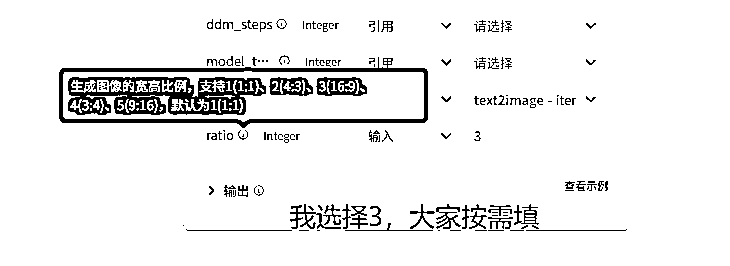 ddm_steps Integer 引用 请选择
model_t··· Integer 引用 请选择
生成图像的宽高比例，支持1(1:1)、2(4:3)、3(16:9)、
4(3:4)、5(9:16)，默认为1(1:1)
text2image - iter
ratio Integer 输入 3
输出
查看示例
我选择3，大家按需填